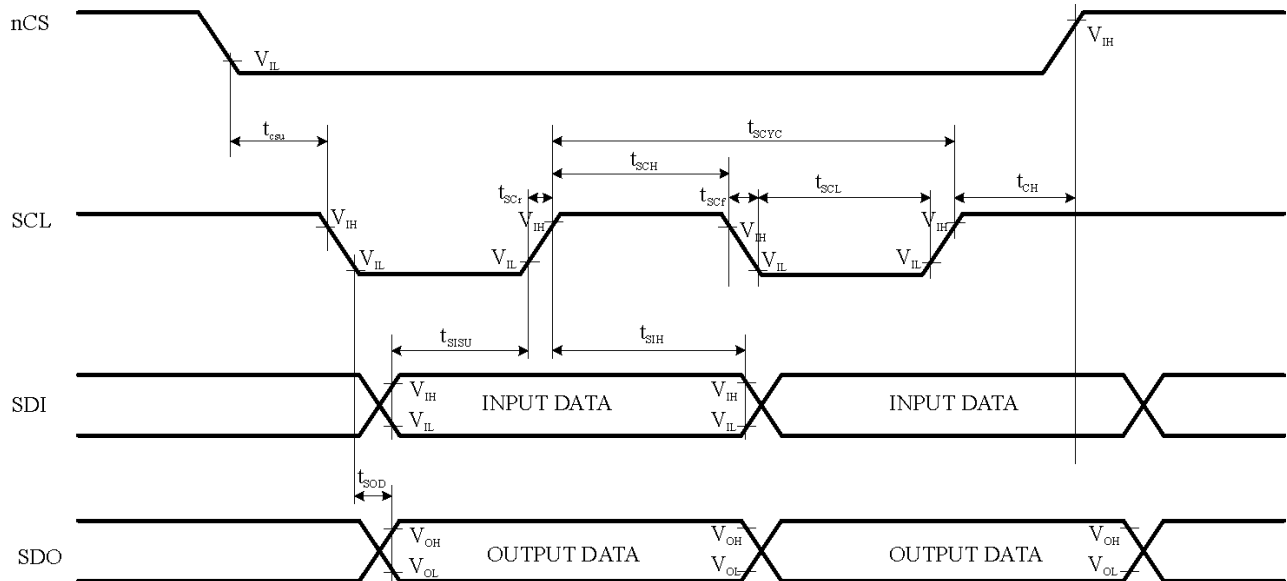 nCS
V_IL
V_IH
t_csu
t_SCYC
t_SCH
t_SCr
t_SCf
t_SCL
t_CH
SCL
V_IH
V_IL
V_IH
V_IL
V_IH
V_IL
V_IH
V_IL
t_SISU
t_SIH
SDI
V_IH
V_IL
INPUT DATA
V_IH
V_IL
INPUT DATA
t_SOD
SDO
V_OH
V_OL
OUTPUT DATA
V_OH
V_OL
OUTPUT DATA
V_OH
V_OL